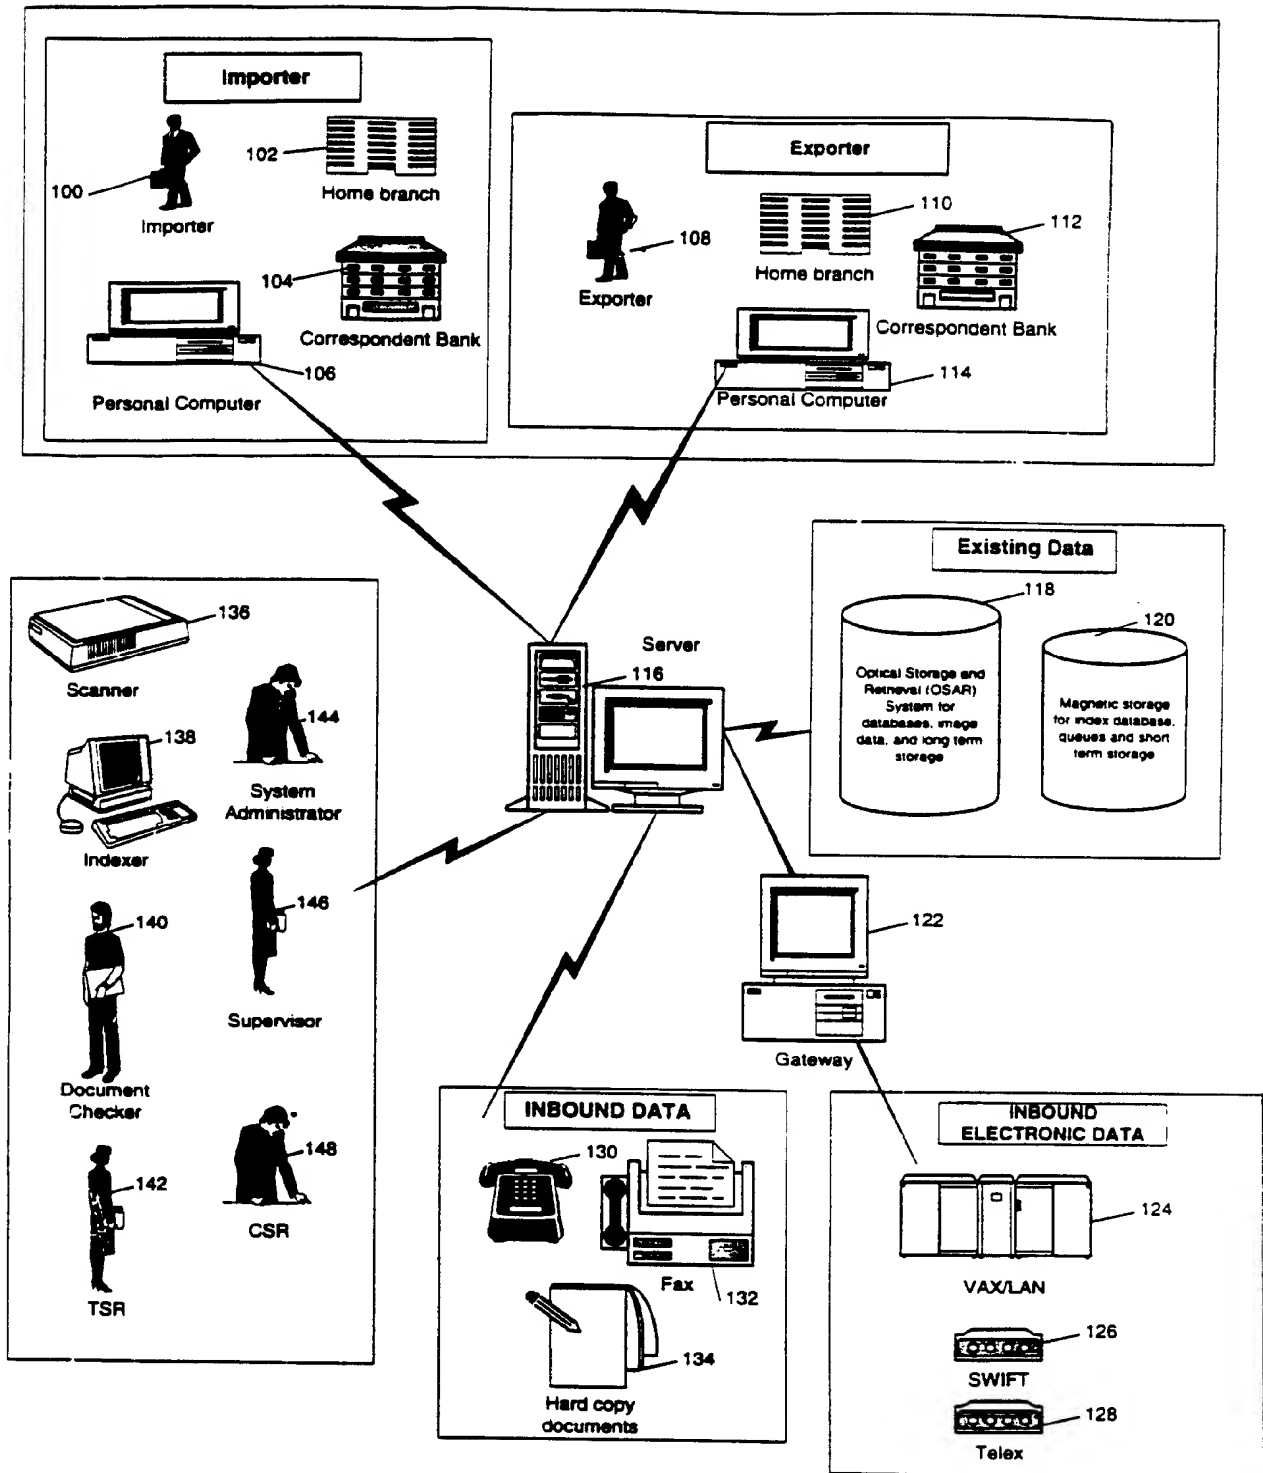 Importer
100
Importer
102
Home branch
104
Correspondent Bank
106
Personal Computer
Exporter
108
Exporter
110
Home branch
112
Correspondent Bank
114
Personal Computer
Existing Data
118
Optical Storage and
Retrieval (OSAR)
System for
databases, image
data, and long term
storage
120
Magnetic storage
for index database,
queues and short
term storage
Server
116
136
Scanner
138
Indexer
144
System
Administrator
140
Document
Checker
146
Supervisor
142
TSR
148
CSR
122
Gateway
INBOUND DATA
130
Fax
132
134
Hard copy
documents
INBOUND
ELECTRONIC DATA
124
VAX/LAN
126
SWIFT
128
Telex